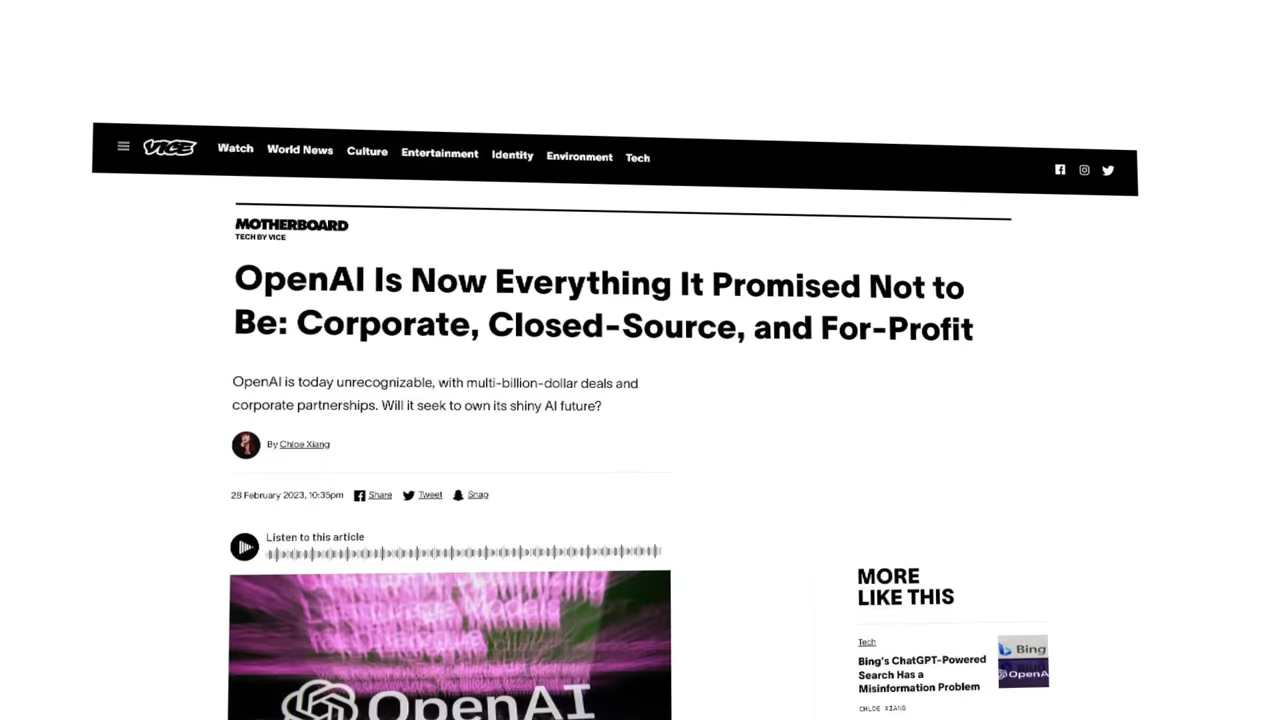 VICE Watch World News Culture Entertainment Identity Environment Tech
MOTHERBOARD
TECH BY VICE
OpenAI Is Now Everything It Promised Not to
Be: Corporate, Closed-Source, and For-Profit
OpenAI is today unrecognizable, with multi-billion-dollar deals and
corporate partnerships. Will it seek to own its shiny AI future?
By Chloe Xiang
28 February 2023, 10:35pm Share Tweet Snap
Listen to this article
OpenAI
MORE
LIKE THIS
Tech
Bing's ChatGPT-Powered
Search Has a
Misinformation Problem
CHLOE XIANG
Bing
OpenA